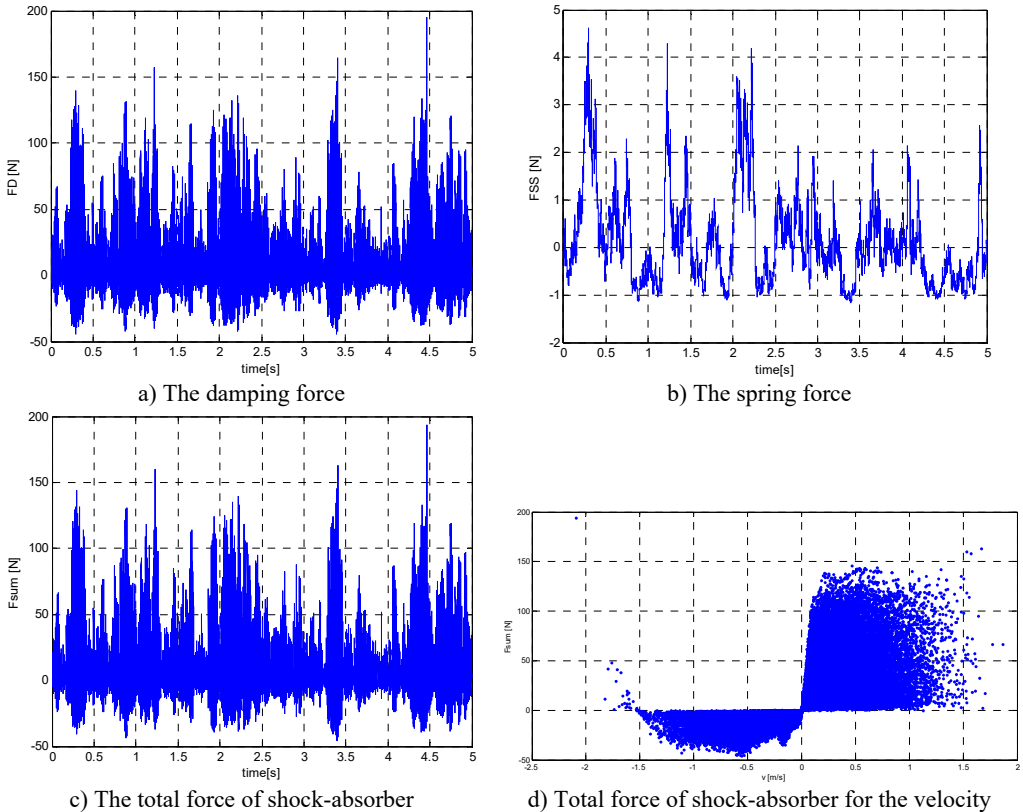 200
150
100
50
0
-50
FD [N]
0 0.5 1 1.5 2 2.5 3 3.5 4 4.5 5
time[s]
a) The damping force
5
4
3
2
1
0
-1
-2
FSS [N]
0 0.5 1 1.5 2 2.5 3 3.5 4 4.5 5
time[s]
b) The spring force
200
150
100
50
0
-50
Fsum [N]
0 0.5 1 1.5 2 2.5 3 3.5 4 4.5 5
time[s]
c) The total force of shock-absorber
200
150
100
50
0
-50
Fsum [N]
-2.5 -2 -1.5 -1 -0.5 0 0.5 1 1.5 2
v [m/s]
d) Total force of shock-absorber for the velocity